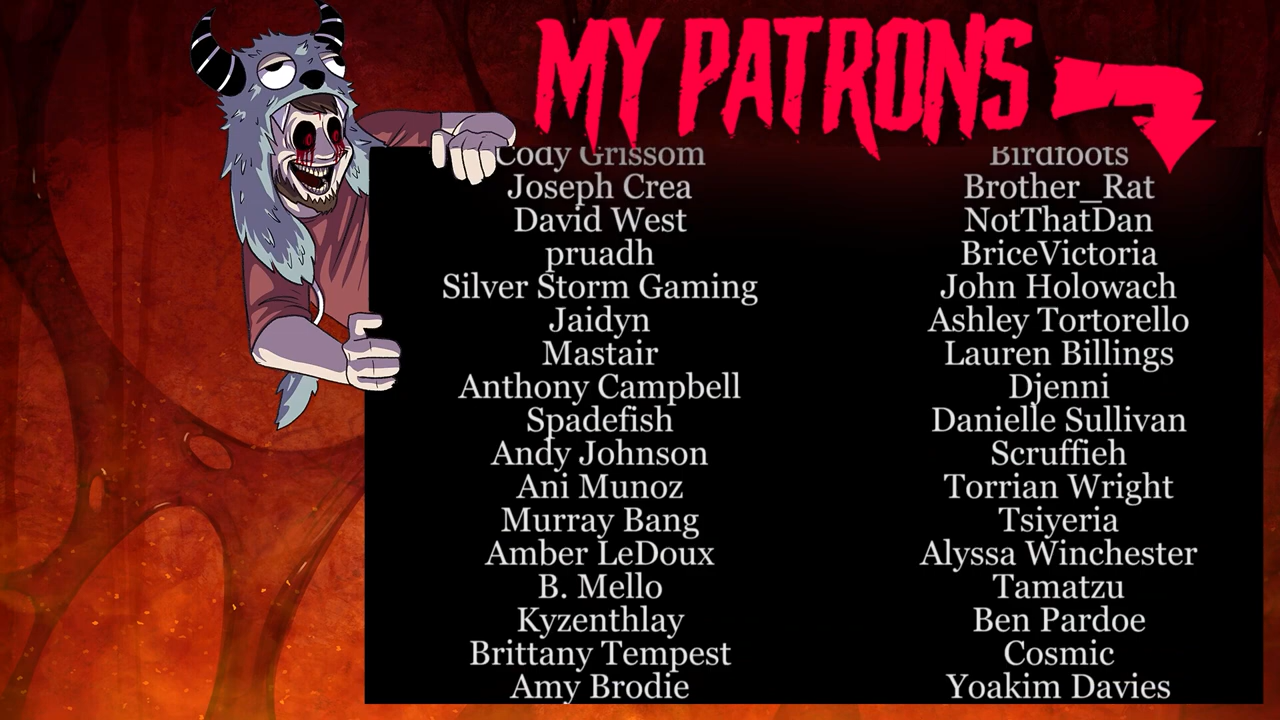 MY PATRONS
Cody Grissom
Joseph Crea
David West
pruadh
Silver Storm Gaming
Jaidyn
Mastair
Anthony Campbell
Spadefish
Andy Johnson
Ani Munoz
Murray Bang
Amber LeDoux
B. Mello
Kyzenthlay
Brittany Tempest
Amy Brodie
Birdfoots
Brother_Rat
NotThatDan
BriceVictoria
John Holowach
Ashley Tortorello
Lauren Billings
Djenni
Danielle Sullivan
Scruffieh
Torrian Wright
Tsiyeria
Alyssa Winchester
Tamatzu
Ben Pardoe
Cosmic
Yoakim Davies